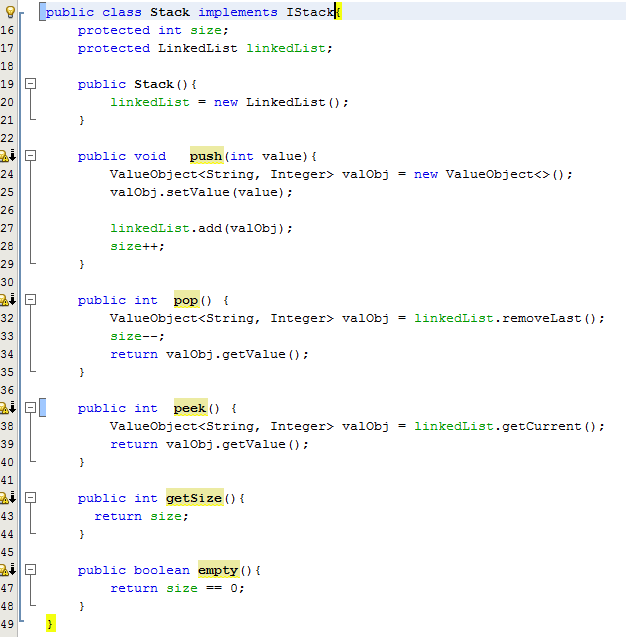 public class Stack implements IStack{
16 protected int size;
17 protected LinkedList linkedList;
18
19 public Stack(){
20 linkedList = new LinkedList();
21 }
22
public void   push(int value){
24 ValueObject<String, Integer> valObj = new ValueObject<>();
25 valObj.setValue(value);
26
27 linkedList.add(valObj);
28 size++;
29 }
30
public int  pop() {
32 ValueObject<String, Integer> valObj = linkedList.removeLast();
33 size--;
34 return valObj.getValue();
35 }
36
public int  peek() {
38 ValueObject<String, Integer> valObj = linkedList.getCurrent();
39 return valObj.getValue();
40 }
41
public int getSize(){
43 return size;
44 }
45
public boolean empty(){
47 return size == 0;
48 }
49 }